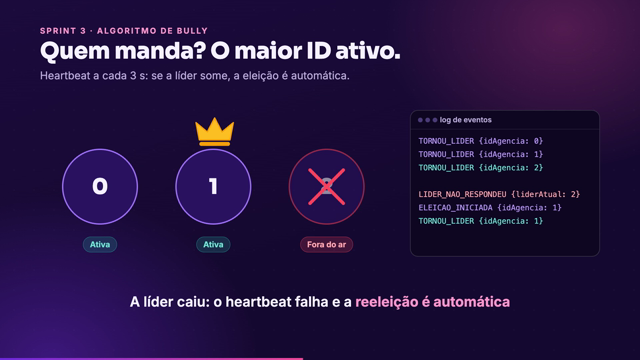 SPRINT 3 · ALGORITMO DE BULLY
Quem manda? O maior ID ativo.
Heartbeat a cada 3 s: se a líder some, a eleição é automática.
log de eventos
TORNOU_LIDER {idAgencia: 0}
TORNOU_LIDER {idAgencia: 1}
TORNOU_LIDER {idAgencia: 2}
LIDER_NAO_RESPONDEU {liderAtual: 2}
ELEICAO_INICIADA {idAgencia: 1}
TORNOU_LIDER {idAgencia: 1}
0
1
2
Ativa
Ativa
Fora do ar
A líder caiu: o heartbeat falha e a reeleição é automática